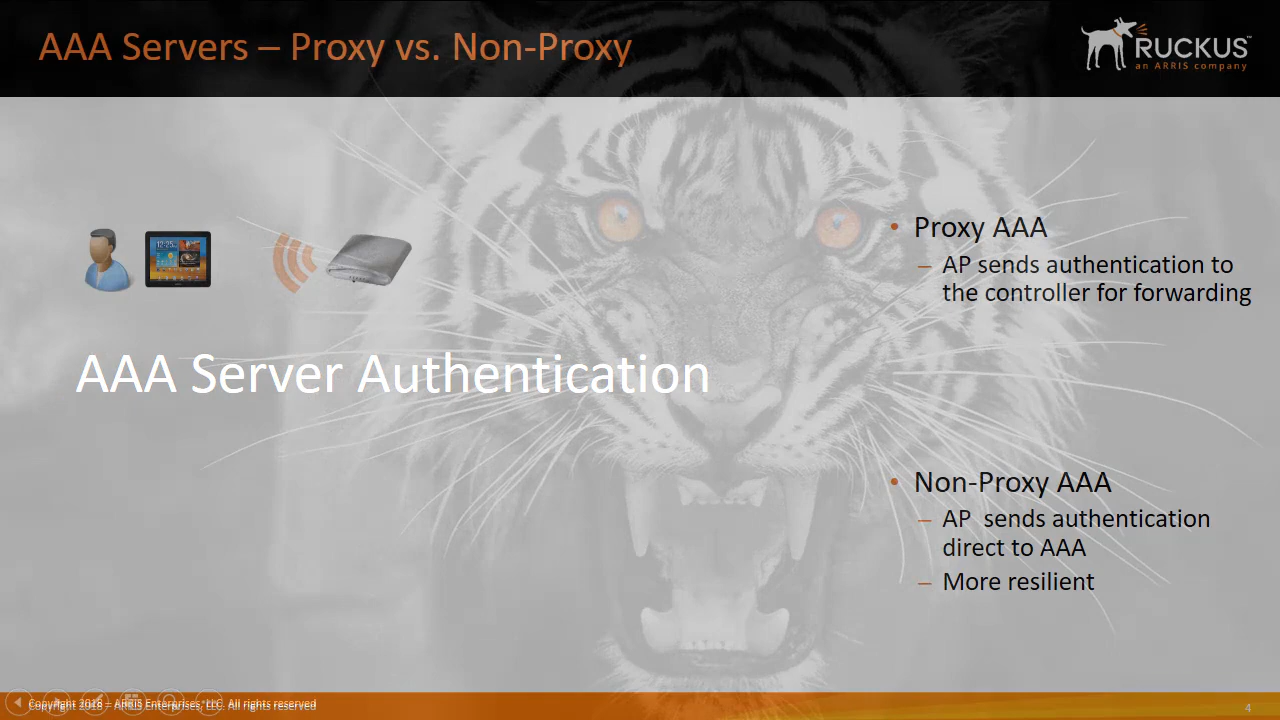 AAA Servers – Proxy vs. Non-Proxy
RUCKUS
an ARRIS company
• Proxy AAA
– AP sends authentication to
the controller for forwarding
AAA Server Authentication
• Non-Proxy AAA
– AP  sends authentication
direct to AAA
– More resilient
Copyright 2018 – ARRIS Enterprises, LLC. All rights reserved
4